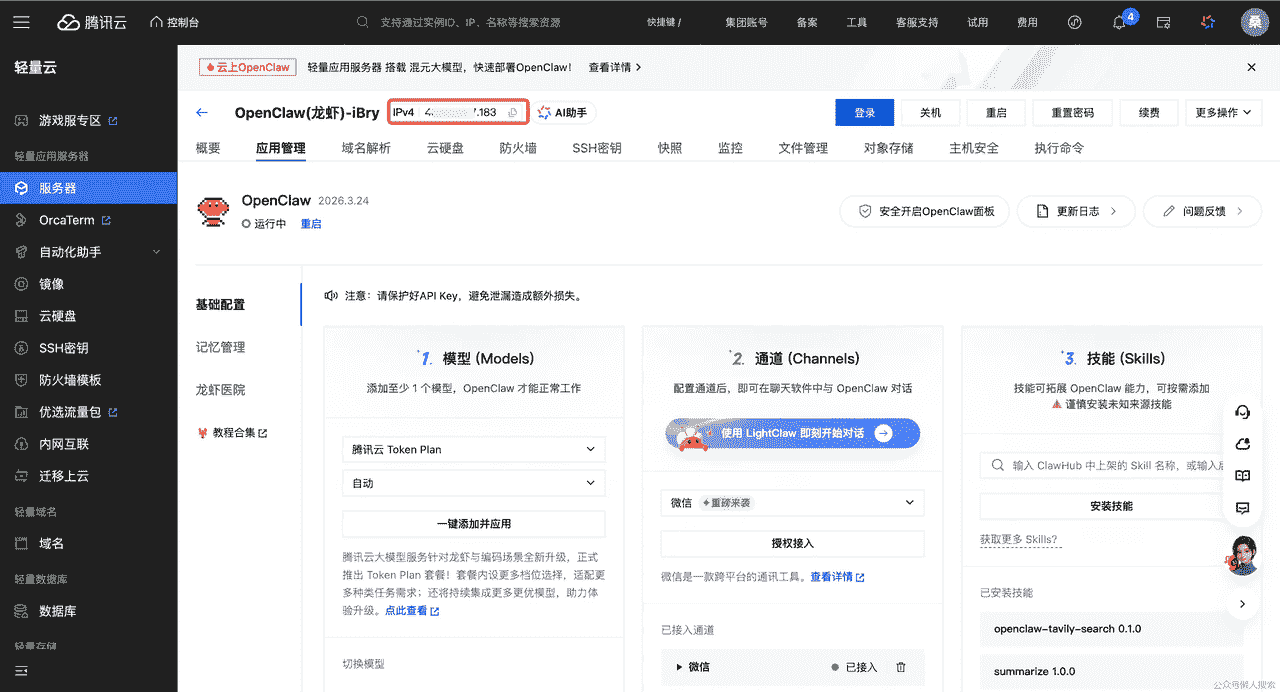 腾讯云
控制台
支持通过实例ID、IP、名称等搜索资源
快捷键 /
集团账号
备案
工具
客服支持
试用
费用
4
桑
轻量云
游戏服专区
轻量应用服务器
服务器
OrcaTerm
自动化助手
镜像
云硬盘
SSH密钥
防火墙模板
优选流量包
内网互联
迁移上云
轻量域名
域名
轻量数据库
数据库
轻量存储
云上OpenClaw
轻量应用服务器 搭载 混元大模型，快速部署OpenClaw！
查看详情
OpenClaw(龙虾)-iBry
IPv4 4. .183
AI助手
登录
关机
重启
重置密码
续费
更多操作
概要
应用管理
域名解析
云硬盘
防火墙
SSH密钥
快照
监控
文件管理
对象存储
主机安全
执行命令
OpenClaw 2026.3.24
运行中
重启
安全开启OpenClaw面板
更新日志
问题反馈
基础配置
记忆管理
龙虾医院
教程合集
注意：请保护好API Key，避免泄漏造成额外损失。
1. 模型 (Models)
添加至少 1 个模型，OpenClaw 才能正常工作
腾讯云 Token Plan
自动
一键添加并应用
腾讯云大模型服务针对龙虾与编码场景全新升级，正式
推出 Token Plan 套餐！套餐内设更多档位选择，适配更
多种类任务需求；还将持续集成更多更优模型，助力体
验升级。点此查看
切换模型
2. 通道 (Channels)
配置通道后，即可在聊天软件中与 OpenClaw 对话
使用 LightClaw 即刻开始对话
微信
重磅来袭
授权接入
微信是一款跨平台的通讯工具。查看详情
已接入通道
微信
已接入
3. 技能 (Skills)
技能可拓展 OpenClaw 能力，可按需添加
谨慎安装未知来源技能
输入 ClawHub 中上架的 Skill 名称，或输入
安装技能
获取更多 Skills?
已安装技能
openclaw-tavily-search 0.1.0
summarize 1.0.0
公众号懒人搜索